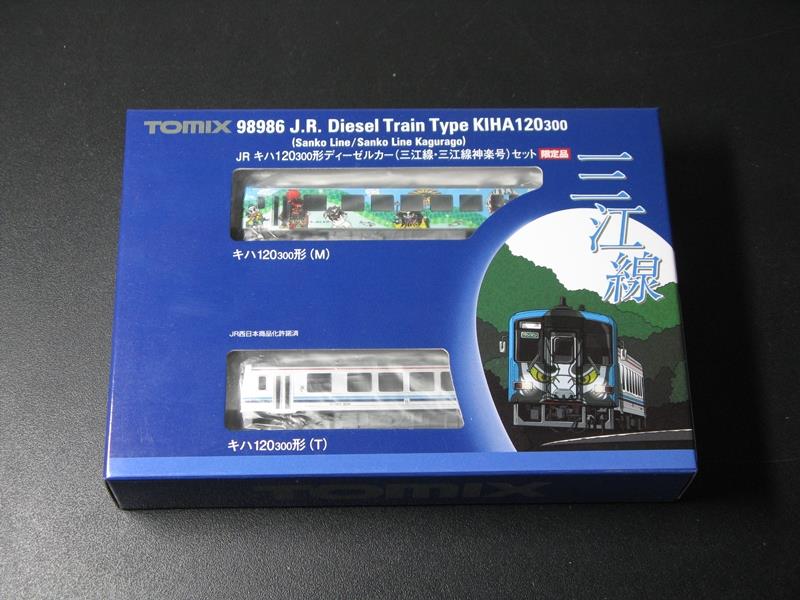 TOMIX 98986 J.R. Diesel Train Type KIHA120300
(Sanko Line/Sanko Line Kagurago)
JR キハ120300形ディーゼルカー(三江線・三江線神楽号)セット 限定品
三江線
キハ120300形(M)
JR西日本商品化許諾済
キハ120300形(T)
TOMIX